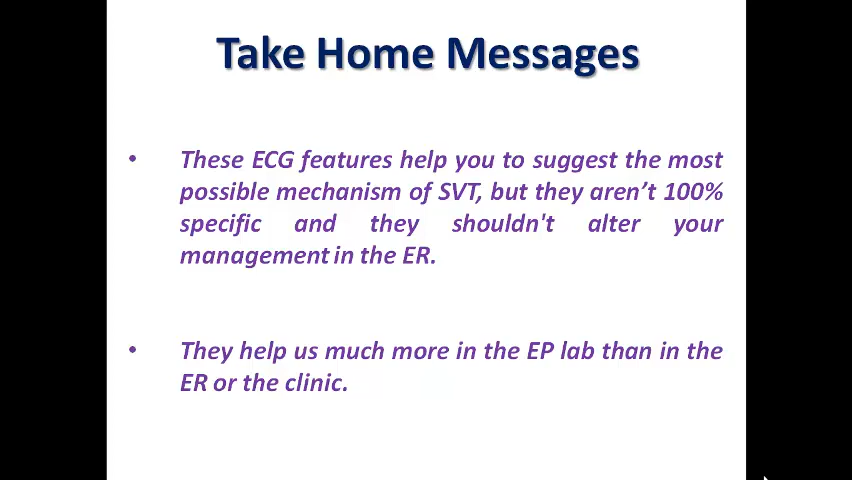 Take Home Messages
• These ECG features help you to suggest the most
possible mechanism of SVT, but they aren’t 100%
specific and they shouldn't alter your
management in the ER.
• They help us much more in the EP lab than in the
ER or the clinic.